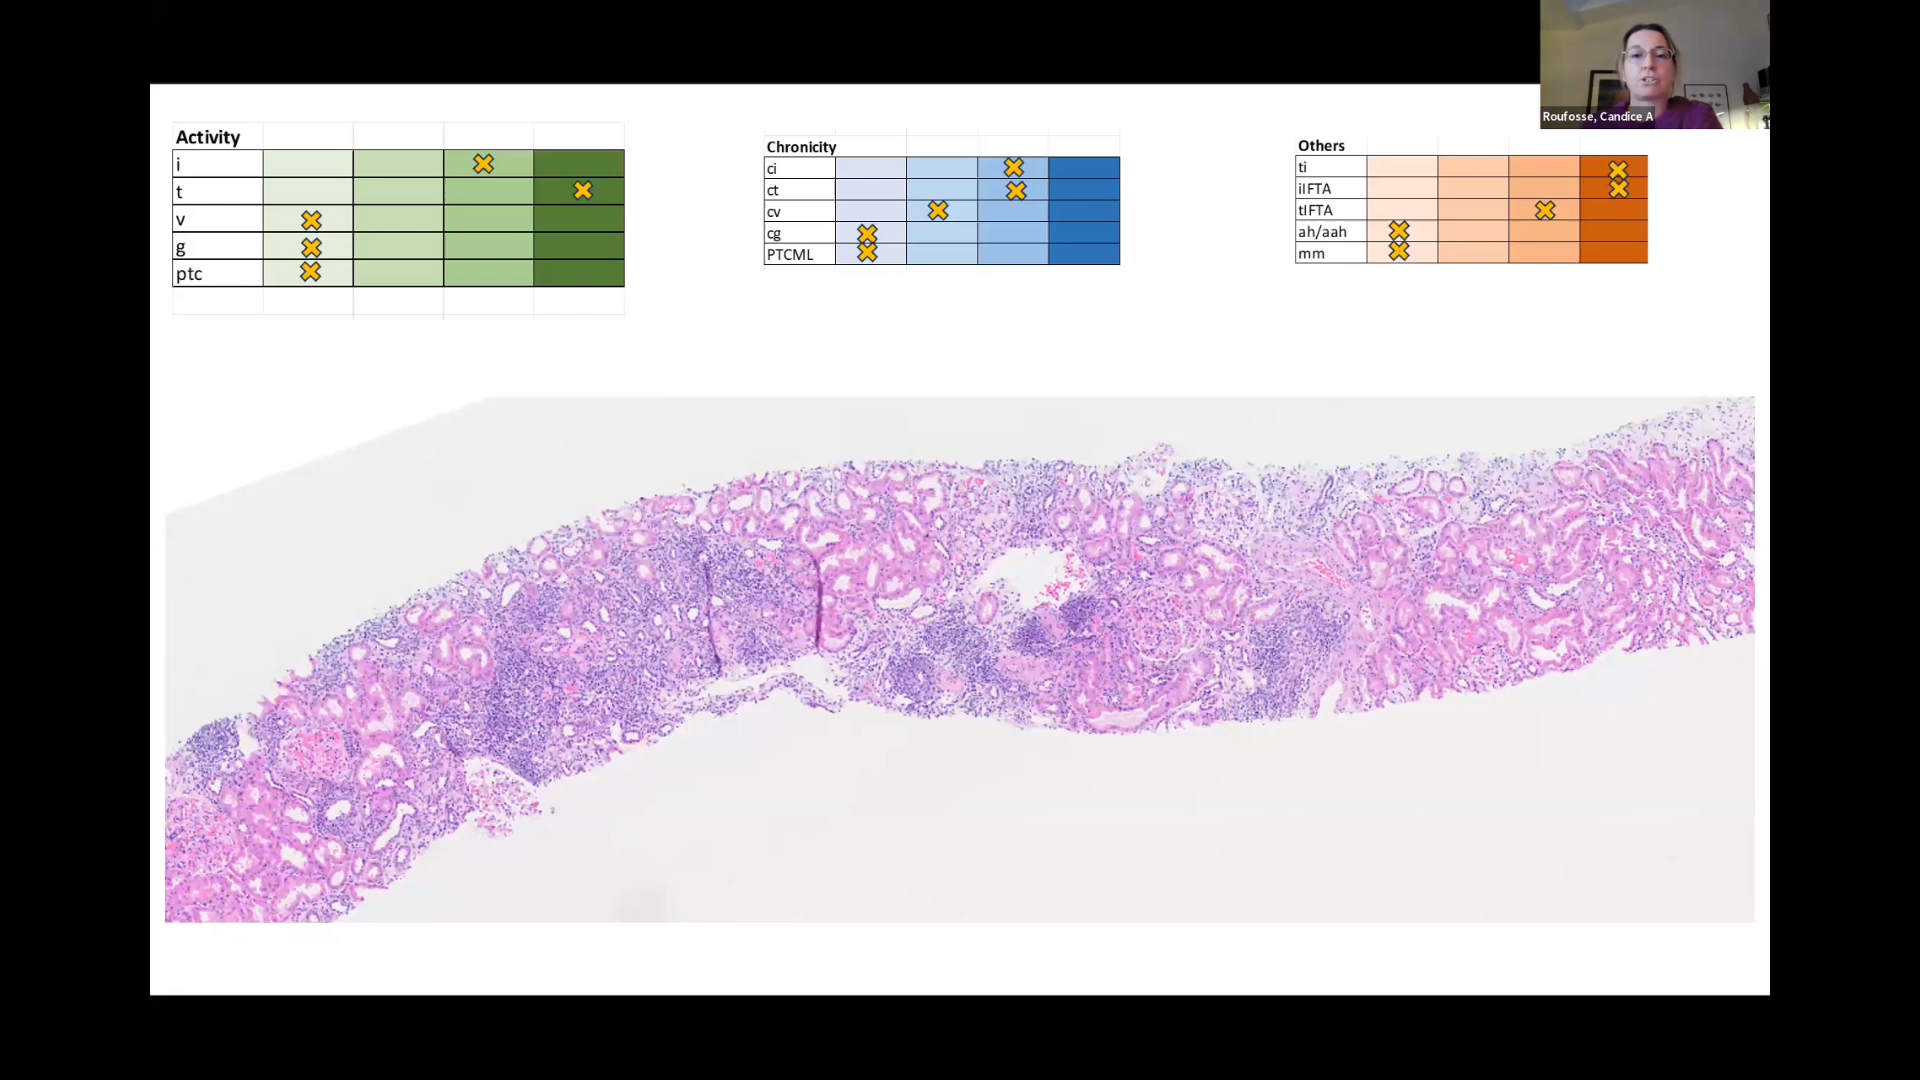 Activity
i
t
v
g
ptc
Chronicity
ci
ct
cv
cg
PTCML
Others
ti
iIFTA
tIFTA
ah/aah
mm
Roufosse, Candice A